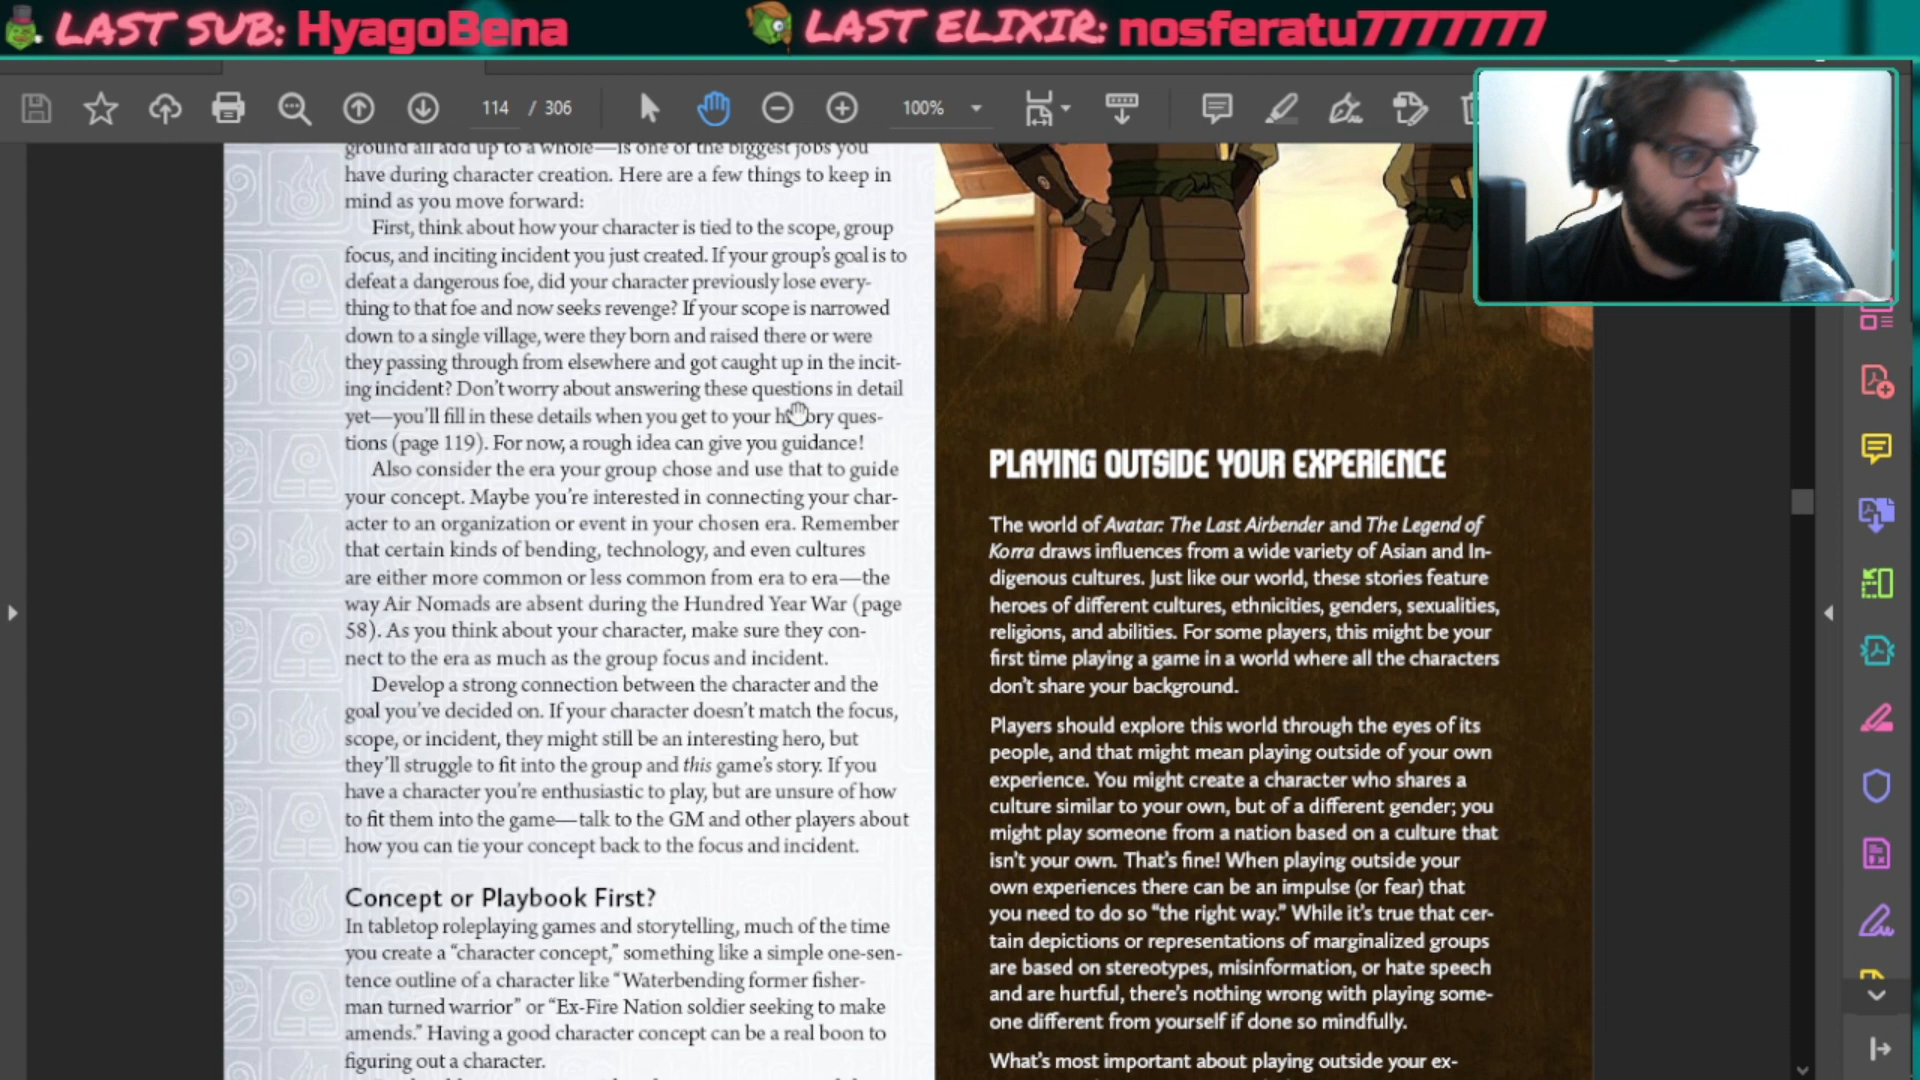 LAST SUB: HyagoBena
LAST ELIXIR: nosferatu7777777
114 / 306
100%
ground all add up to a whole—is one of the biggest jobs you
have during character creation. Here are a few things to keep in
mind as you move forward:
First, think about how your character is tied to the scope, group
focus, and inciting incident you just created. If your group's goal is to
defeat a dangerous foe, did your character previously lose every-
thing to that foe and now seeks revenge? If your scope is narrowed
down to a single village, were they born and raised there or were
they passing through from elsewhere and got caught up in the incit-
ing incident? Don't worry about answering these questions in detail
yet—you'll fill in these details when you get to your history ques-
tions (page 119). For now, a rough idea can give you guidance!
Also consider the era your group chose and use that to guide
your concept. Maybe you're interested in connecting your char-
acter to an organization or event in your chosen era. Remember
that certain kinds of bending, technology, and even cultures
are either more common or less common from era to era—the
way Air Nomads are absent during the Hundred Year War (page
58). As you think about your character, make sure they con-
nect to the era as much as the group focus and incident.
Develop a strong connection between the character and the
goal you've decided on. If your character doesn't match the focus,
scope, or incident, they might still be an interesting hero, but
they'll struggle to fit into the group and this game's story. If you
have a character you're enthusiastic to play, but are unsure of how
to fit them into the game—talk to the GM and other players about
how you can tie your concept back to the focus and incident.
Concept or Playbook First?
In tabletop roleplaying games and storytelling, much of the time
you create a “character concept,” something like a simple one-sen-
tence outline of a character like “Waterbending former fisher-
man turned warrior” or “Ex-Fire Nation soldier seeking to make
amends.” Having a good character concept can be a real boon to
figuring out a character.
PLAYING OUTSIDE YOUR EXPERIENCE
The world of Avatar: The Last Airbender and The Legend of
Korra draws influences from a wide variety of Asian and In-
digenous cultures. Just like our world, these stories feature
heroes of different cultures, ethnicities, genders, sexualities,
religions, and abilities. For some players, this might be your
first time playing a game in a world where all the characters
don't share your background.
Players should explore this world through the eyes of its
people, and that might mean playing outside of your own
experience. You might create a character who shares a
culture similar to your own, but of a different gender; you
might play someone from a nation based on a culture that
isn't your own. That's fine! When playing outside your
own experiences there can be an impulse (or fear) that
you need to do so “the right way.” While it's true that cer-
tain depictions or representations of marginalized groups
are based on stereotypes, misinformation, or hate speech
and are hurtful, there's nothing wrong with playing some-
one different from yourself if done so mindfully.
What's most important about playing outside your ex-